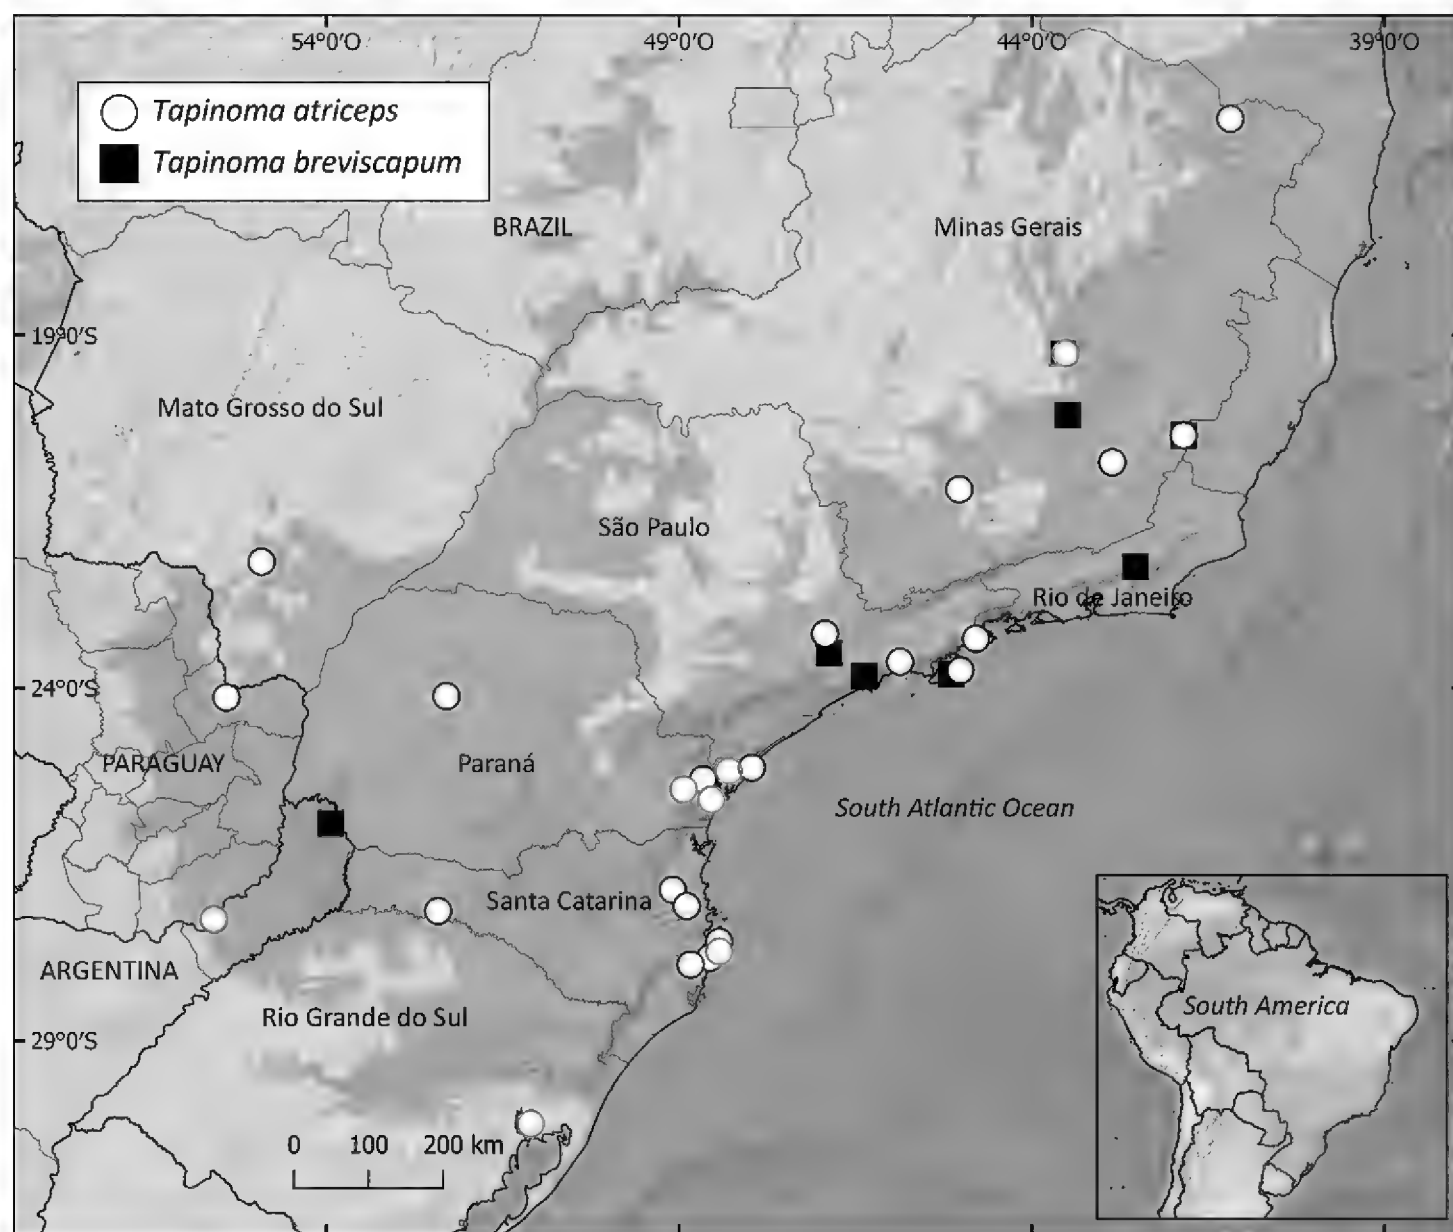 54°0′O 49°0′O 44°0′O 39°0′O
Tapinoma atriceps
Tapinoma breviscapum
BRAZIL
Minas Gerais
19°0′S
Mato Grosso do Sul
São Paulo
Rio de Janeiro
24°0′S
PARAGUAY
Paraná
South Atlantic Ocean
Santa Catarina
ARGENTINA
South America
Rio Grande do Sul
29°0′S
0 100 200 km